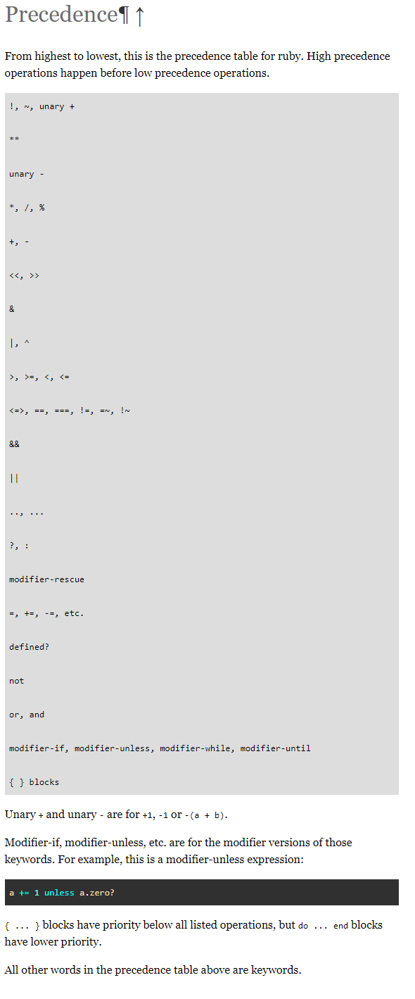 Precedence¶ ↑
From highest to lowest, this is the precedence table for ruby. High precedence
operations happen before low precedence operations.
!, ~, unary +
**
unary -
*, /, %
+, -
<<, >>
&
|, ^
>, >=, <, <=
<=>, ==, ===, !=, =~, !~
&&
||
.., ...
?, :
modifier-rescue
=, +=, -=, etc.
defined?
not
or, and
modifier-if, modifier-unless, modifier-while, modifier-until
{ } blocks
Unary + and unary - are for +1, -1 or -(a + b).
Modifier-if, modifier-unless, etc. are for the modifier versions of those
keywords. For example, this is a modifier-unless expression:
a += 1 unless a.zero?
{ ... } blocks have priority below all listed operations, but do ... end blocks
have lower priority.
All other words in the precedence table above are keywords.